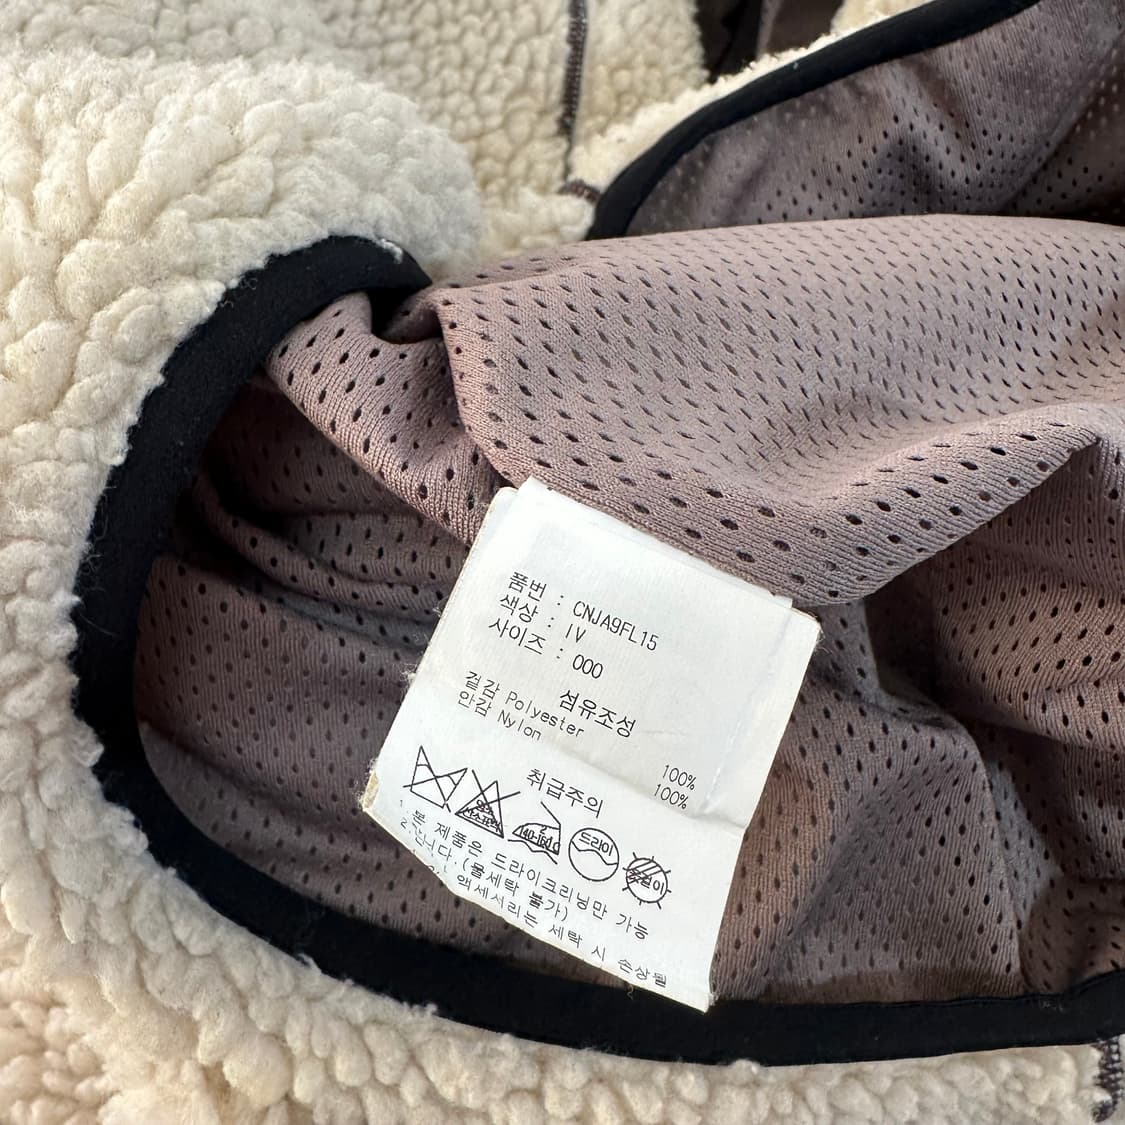 품번 : CNJA9FL15
색상 : IV
사이즈 : 000
섬유조성
겉감 Polyester 100%
안감 Nylon 100%
취급주의
드라이
1. 본 제품은 드라이크리닝만 가능
니다.(물세탁 불가)
2. 액세서리는 세탁 시 손상될